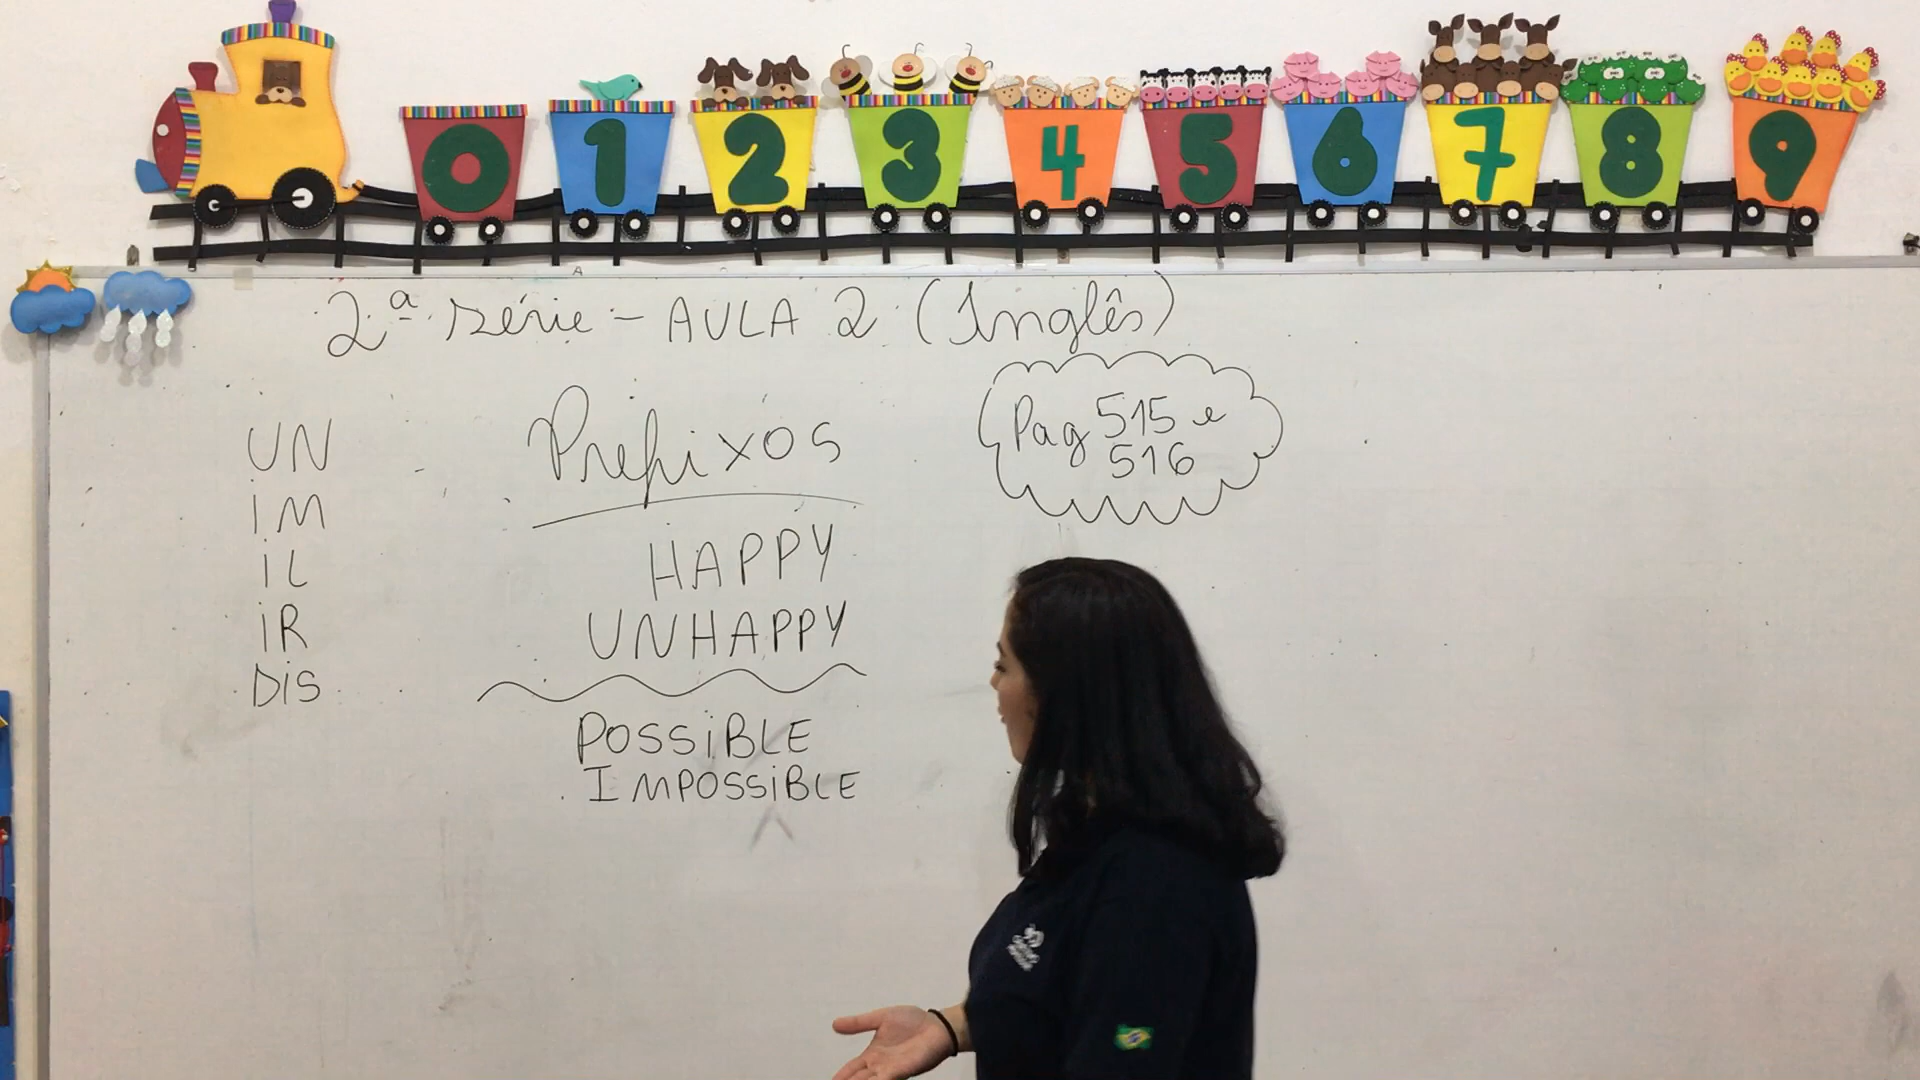 0 1 2 3 4 5 6 7 8 9
2ª série - AULA 2 (Inglês)
Prefixos
Pag 515 e
516
UN
IM
IL
IR
DIS
HAPPY
UNHAPPY
POSSIBLE
IMPOSSIBLE